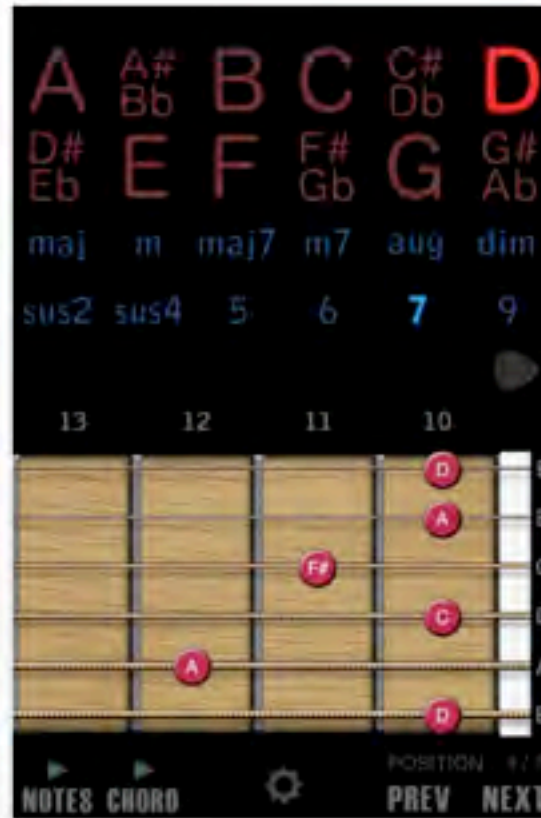 A A# Bb B C C# Db D
D# Eb E F F# Gb G G# Ab
maj m maj7 m7 aug dim
sus2 sus4 5 6 7 9
13 12 11 10
D
A
F#
C
A
D
POSITION
NOTES CHORD PREV NEXT